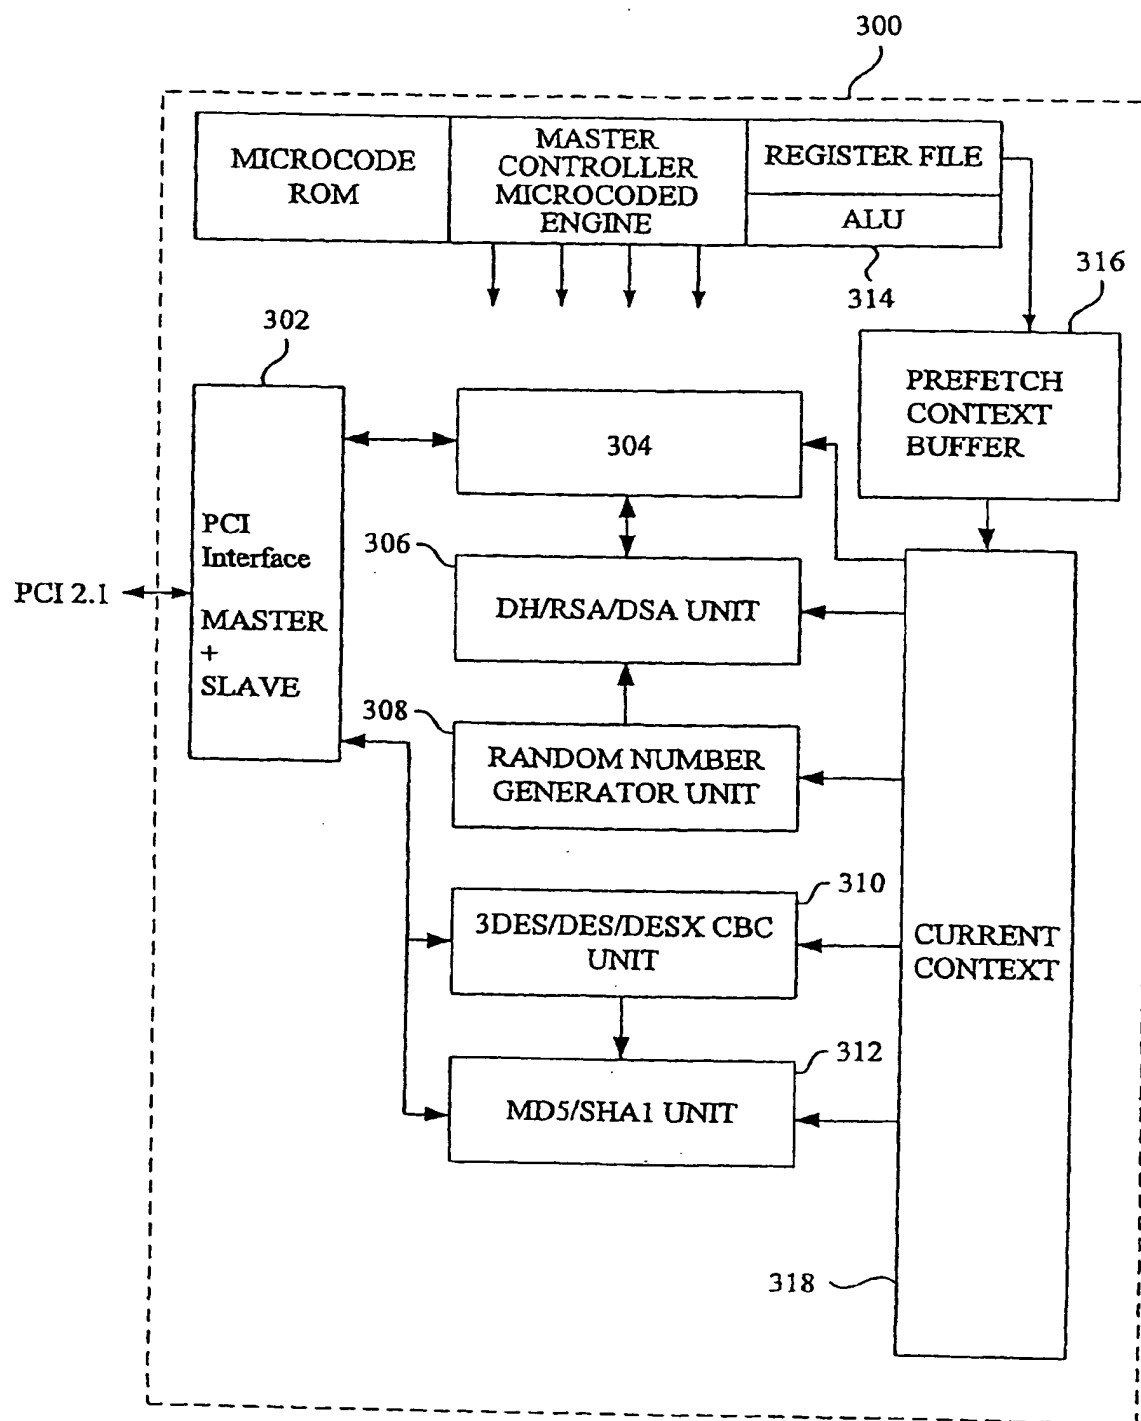 300
MICROCODE
ROM
MASTER
CONTROLLER
MICROCODED
ENGINE
REGISTER FILE
ALU
314
316
302
PREFETCH
CONTEXT
BUFFER
304
PCI
Interface
MASTER
+
SLAVE
PCI 2.1
306
DH/RSA/DSA UNIT
308
RANDOM NUMBER
GENERATOR UNIT
310
3DES/DES/DESX CBC
UNIT
CURRENT
CONTEXT
312
MD5/SHA1 UNIT
318